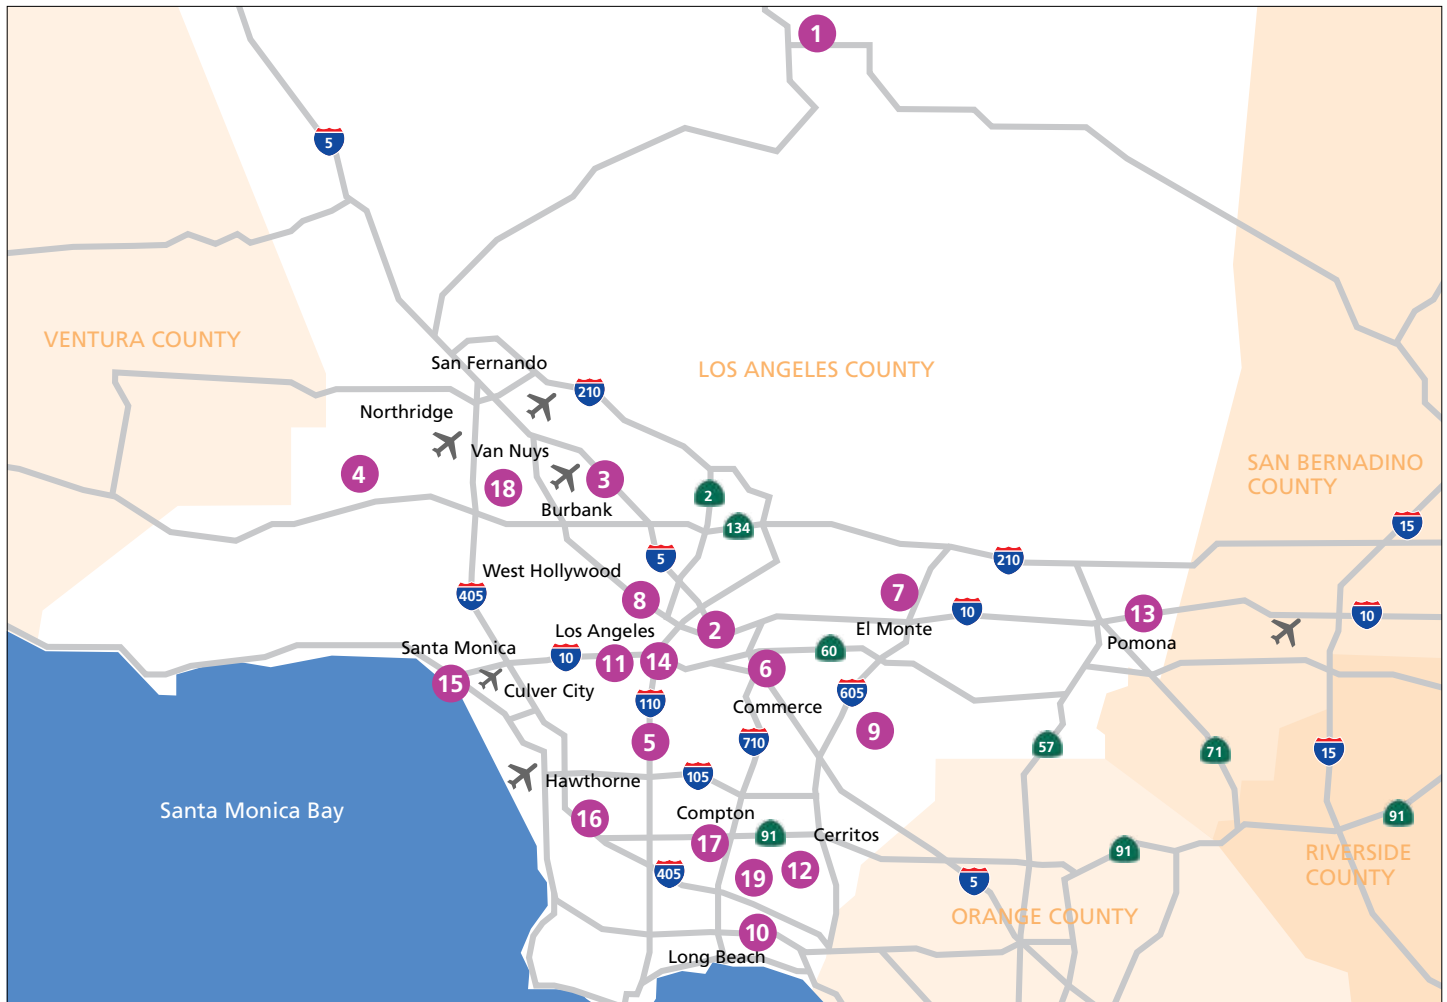 1
5
VENTURA COUNTY
San Fernando
LOS ANGELES COUNTY
210
Northridge
Van Nuys
4
18
3
Burbank
2
134
SAN BERNADINO
COUNTY
15
5
210
West Hollywood
405
8
7
10
13
10
Los Angeles
2
El Monte
Pomona
Santa Monica
10
11
14
60
6
15
Culver City
110
605
Commerce
9
5
710
57
71
15
Hawthorne
105
16
Compton
91
17
91
Cerritos
91
405
19
12
5
RIVERSIDE
COUNTY
Santa Monica Bay
ORANGE COUNTY
10
Long Beach